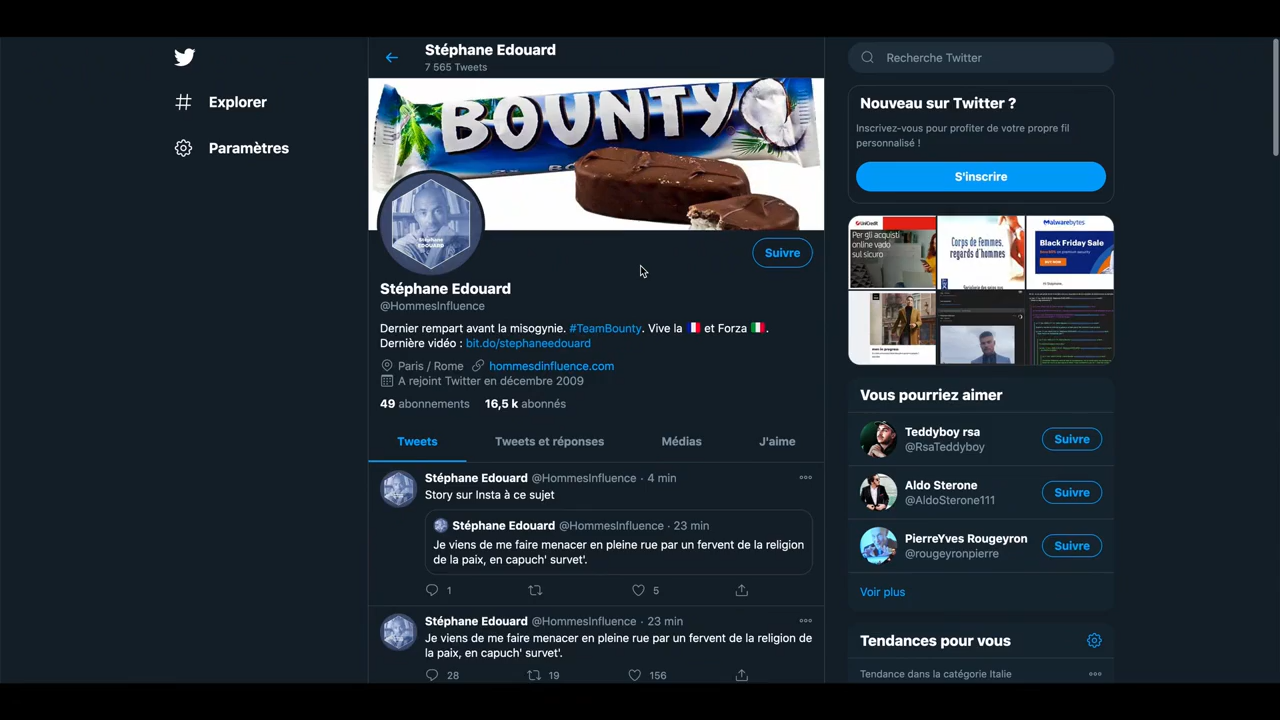 Explorer
Paramètres
Stéphane Edouard
7 565 Tweets
BOUNTY
Stéphane
EDOUARD
Suivre
Stéphane Edouard
@HommesInfluence
Dernier rempart avant la misogynie. #TeamBounty. Vive la 🇫🇷 et Forza 🇮🇹.
Dernière vidéo : bit.do/stephaneedouard
Paris / Rome hommesdinfluence.com
A rejoint Twitter en décembre 2009
49 abonnements 16,5 k abonnés
Tweets Tweets et réponses Médias J'aime
Stéphane Edouard @HommesInfluence · 4 min
Story sur Insta à ce sujet
Stéphane Edouard @HommesInfluence · 23 min
Je viens de me faire menacer en pleine rue par un fervent de la religion
de la paix, en capuch' survet'.
1 5
Stéphane Edouard @HommesInfluence · 23 min
Je viens de me faire menacer en pleine rue par un fervent de la religion de
la paix, en capuch' survet'.
28 19 156
Recherche Twitter
Nouveau sur Twitter ?
Inscrivez-vous pour profiter de votre propre fil
personnalisé !
S'inscrire
UniCredit
Per gli acquisti
online vado
sul sicuro
Corps de femmes,
regards d'hommes
Malwarebytes
Black Friday Sale
Vous pourriez aimer
Teddyboy rsa
@RsaTeddyboy
Suivre
Aldo Sterone
@AldoSterone111
Suivre
PierreYves Rougeyron
@rougeyronpierre
Suivre
Voir plus
Tendances pour vous
Tendance dans la catégorie Italie